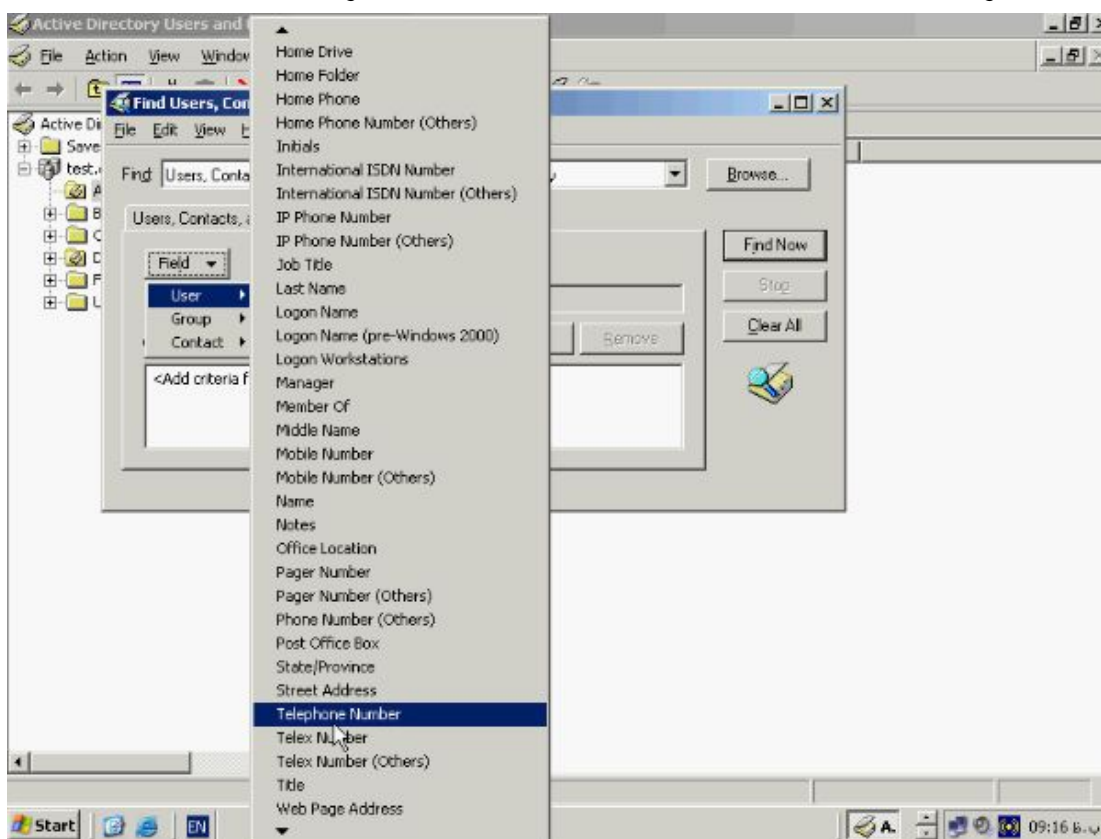 Active Directory Users and
File Action View Window
Find Users, Con
File Edit View H
Active Di
Save
test.
Find Users, Conta
Browse...
Users, Contacts, a
Field
User
Group
Contact
Find Now
Stop
Clear All
Remove
<Add criteria f
Home Drive
Home Folder
Home Phone
Home Phone Number (Others)
Initials
International ISDN Number
International ISDN Number (Others)
IP Phone Number
IP Phone Number (Others)
Job Title
Last Name
Logon Name
Logon Name (pre-Windows 2000)
Logon Workstations
Manager
Member Of
Middle Name
Mobile Number
Mobile Number (Others)
Name
Notes
Office Location
Pager Number
Pager Number (Others)
Phone Number (Others)
Post Office Box
State/Province
Street Address
Telephone Number
Telex Number
Telex Number (Others)
Title
Web Page Address
Start
EN
A.
09:16